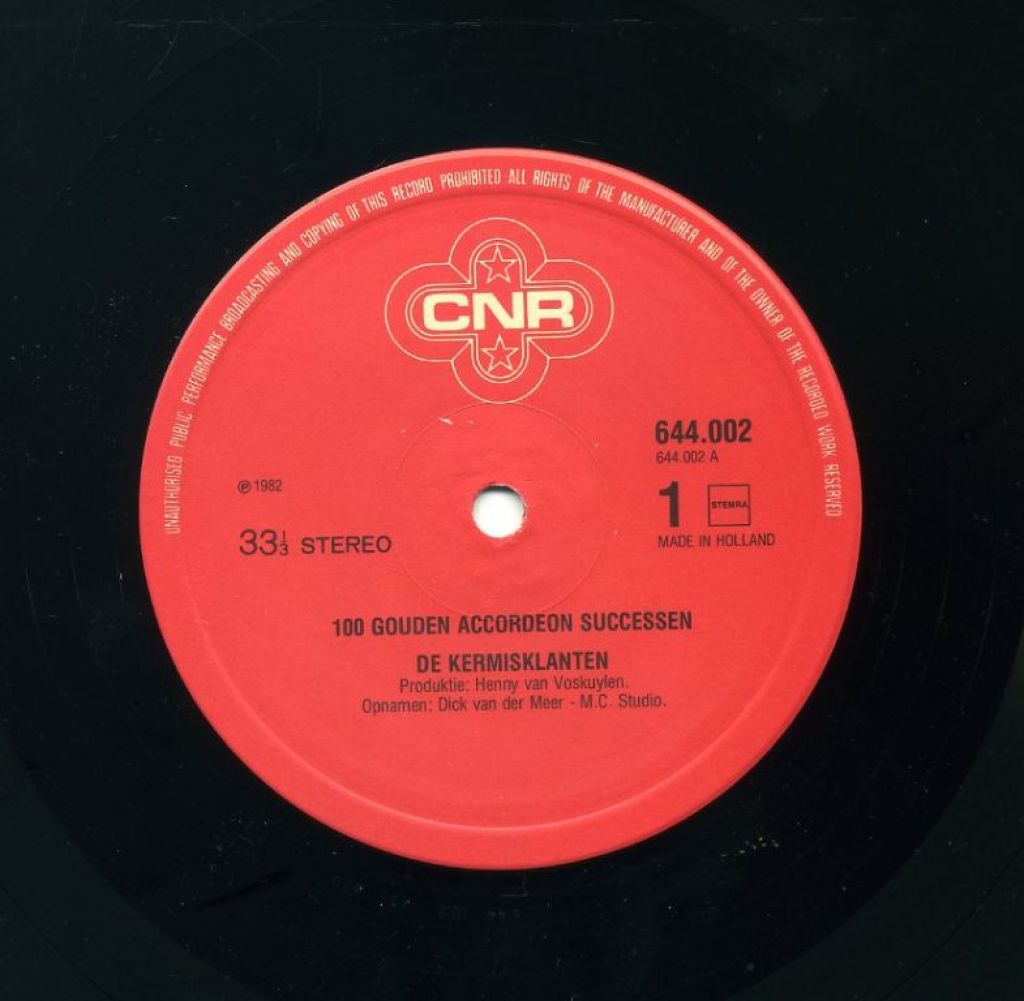 UNAUTHORISED PUBLIC PERFORMANCE BROADCASTING AND COPYING OF THIS RECORD PROHIBITED ALL RIGHTS OF THE MANUFACTURER AND OF THE OWNER OF THE RECORDED WORK RESERVED
CNR
644.002
644.002 A
℗ 1982
1 STEMRA
33⅓ STEREO
MADE IN HOLLAND
100 GOUDEN ACCORDEON SUCCESSEN
DE KERMISKLANTEN
Produktie: Henny van Voskuylen.
Opnamen: Dick van der Meer - M.C. Studio.